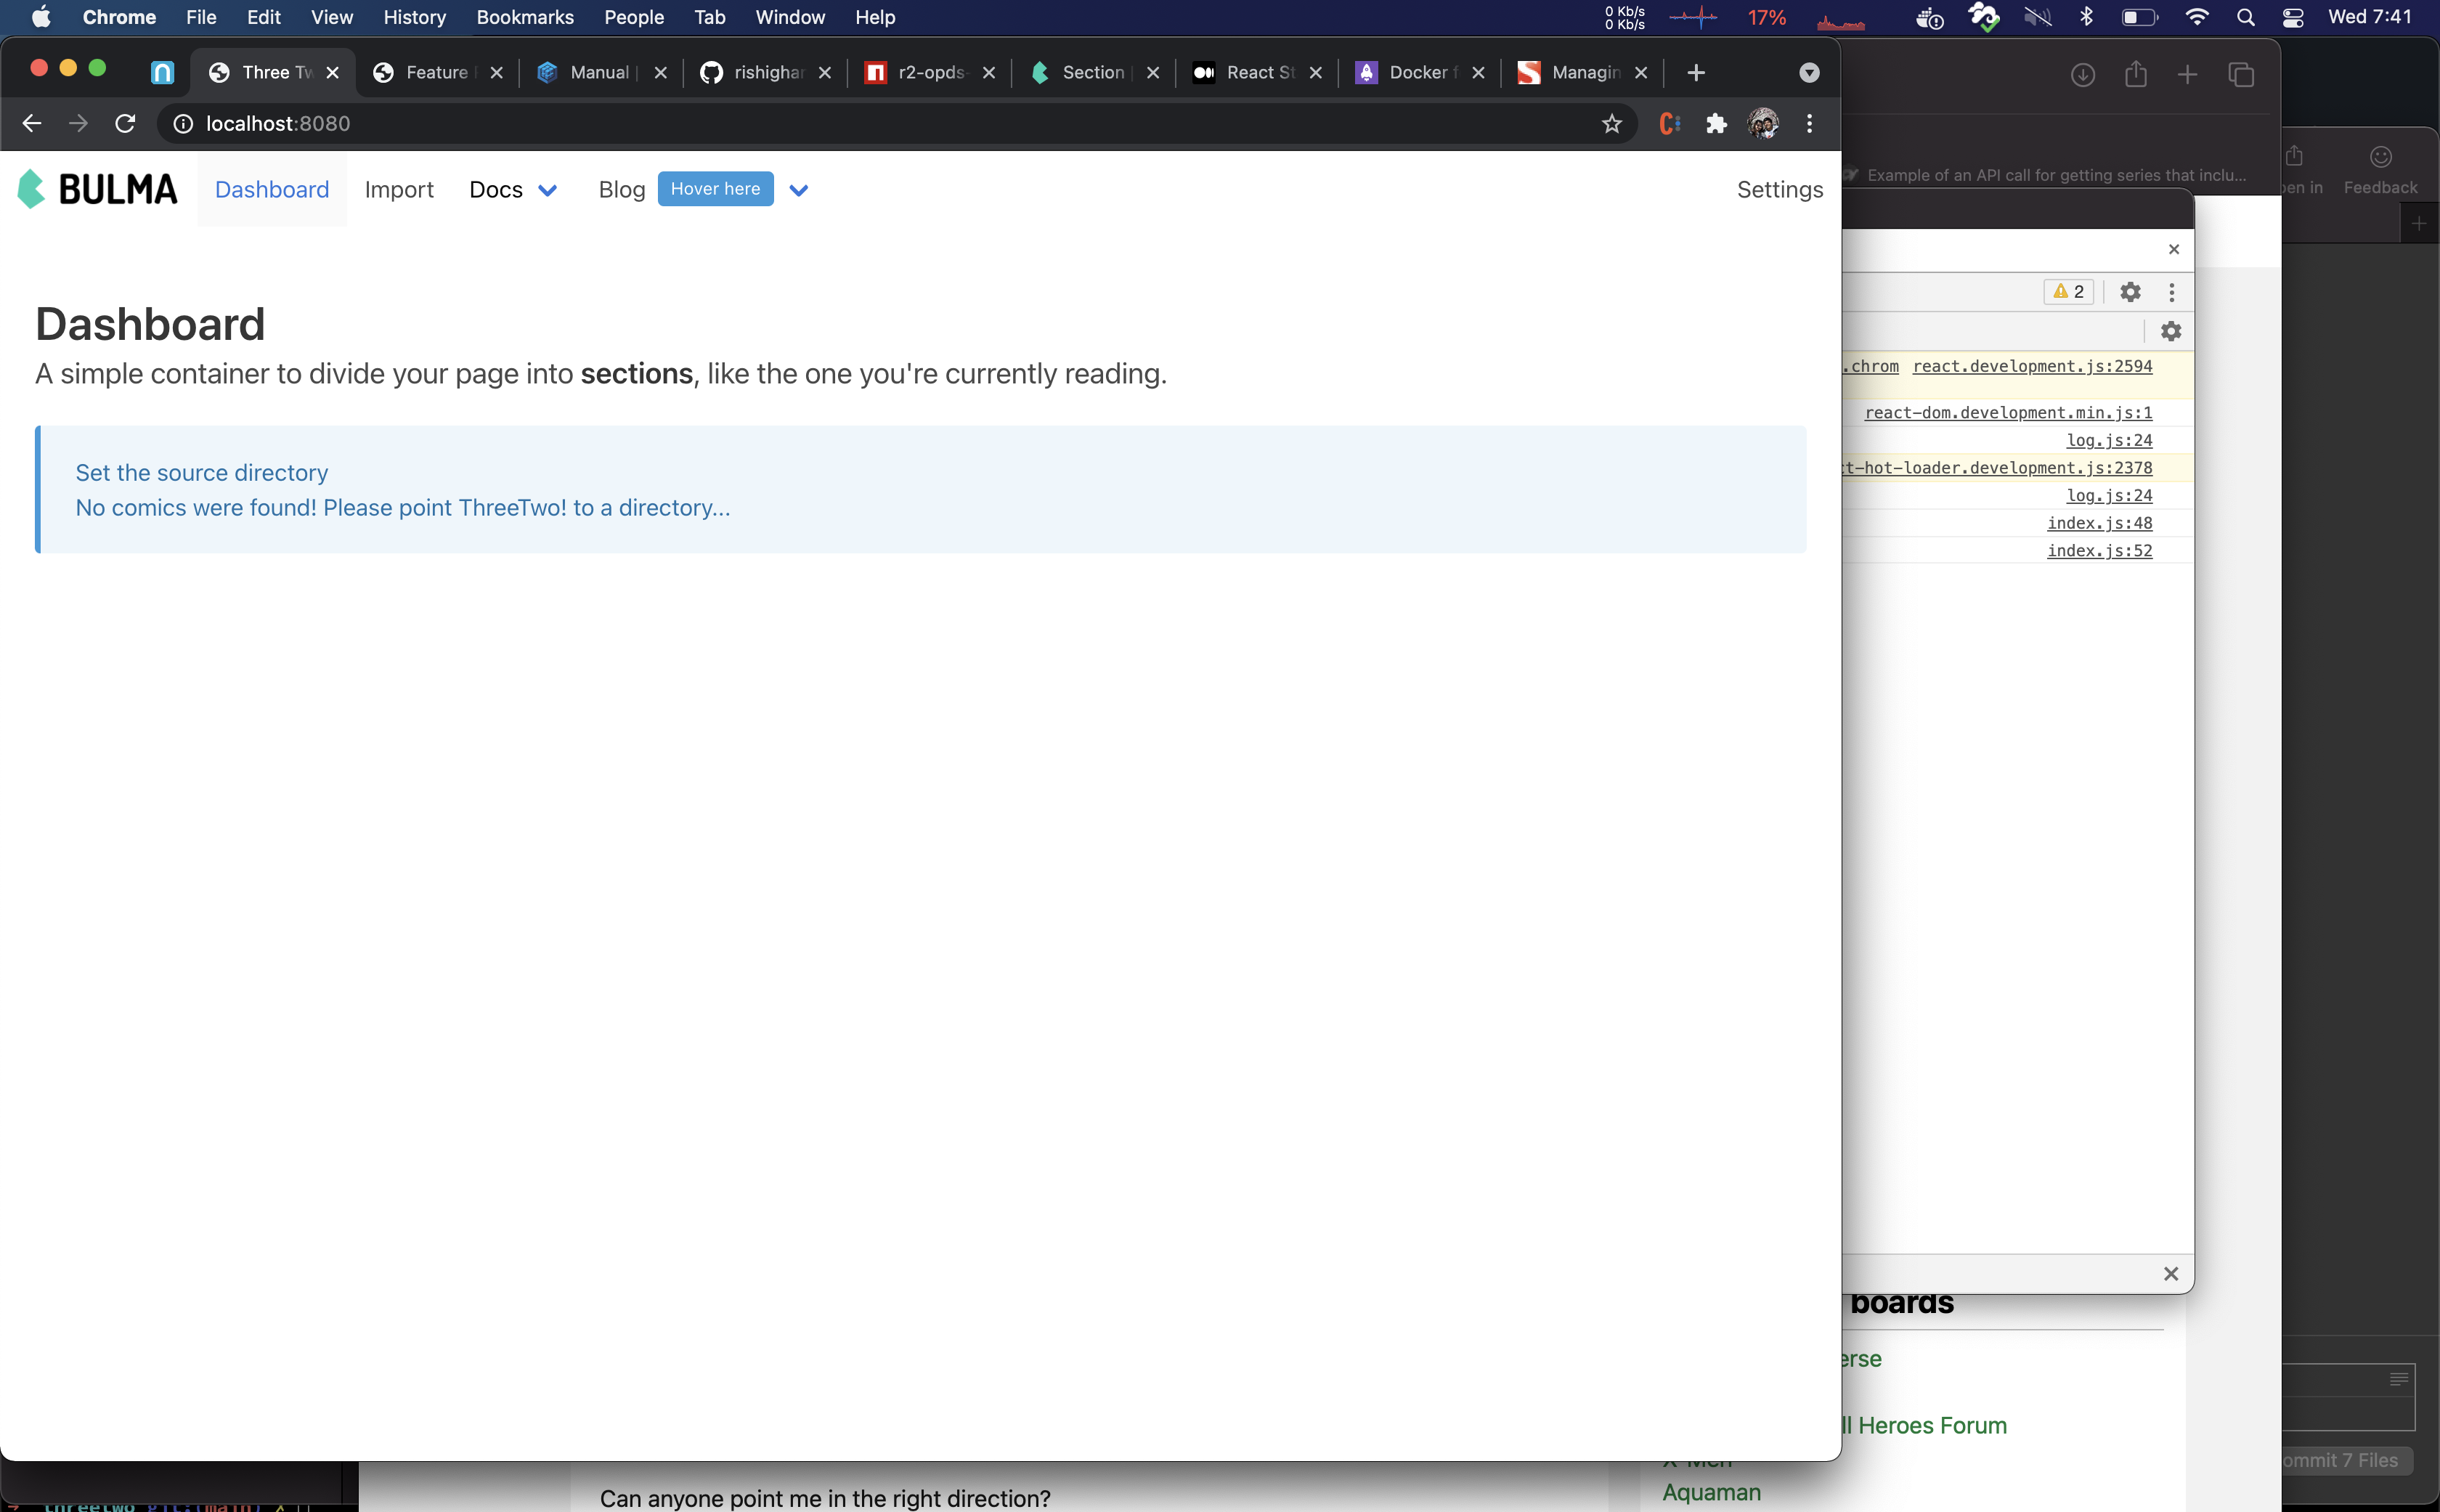 Chrome File Edit View History Bookmarks People Tab Window Help 0 Kb/s 0 Kb/s 17% Wed 7:41
Three Tw Feature Manual rishighar r2-opds- Section React St Docker f Managin
localhost:8080
Example of an API call for getting series that inclu...
en in Feedback
BULMA Dashboard Import Docs Blog Hover here Settings
2
Dashboard
A simple container to divide your page into sections, like the one you're currently reading.
.chrom react.development.js:2594
react-dom.development.min.js:1
log.js:24
t-hot-loader.development.js:2378
log.js:24
index.js:48
index.js:52
Set the source directory
No comics were found! Please point ThreeTwo! to a directory...
boards
erse
ll Heroes Forum
X-Men
Aquaman
ommit 7 Files
threetwo git:(main)
Can anyone point me in the right direction?